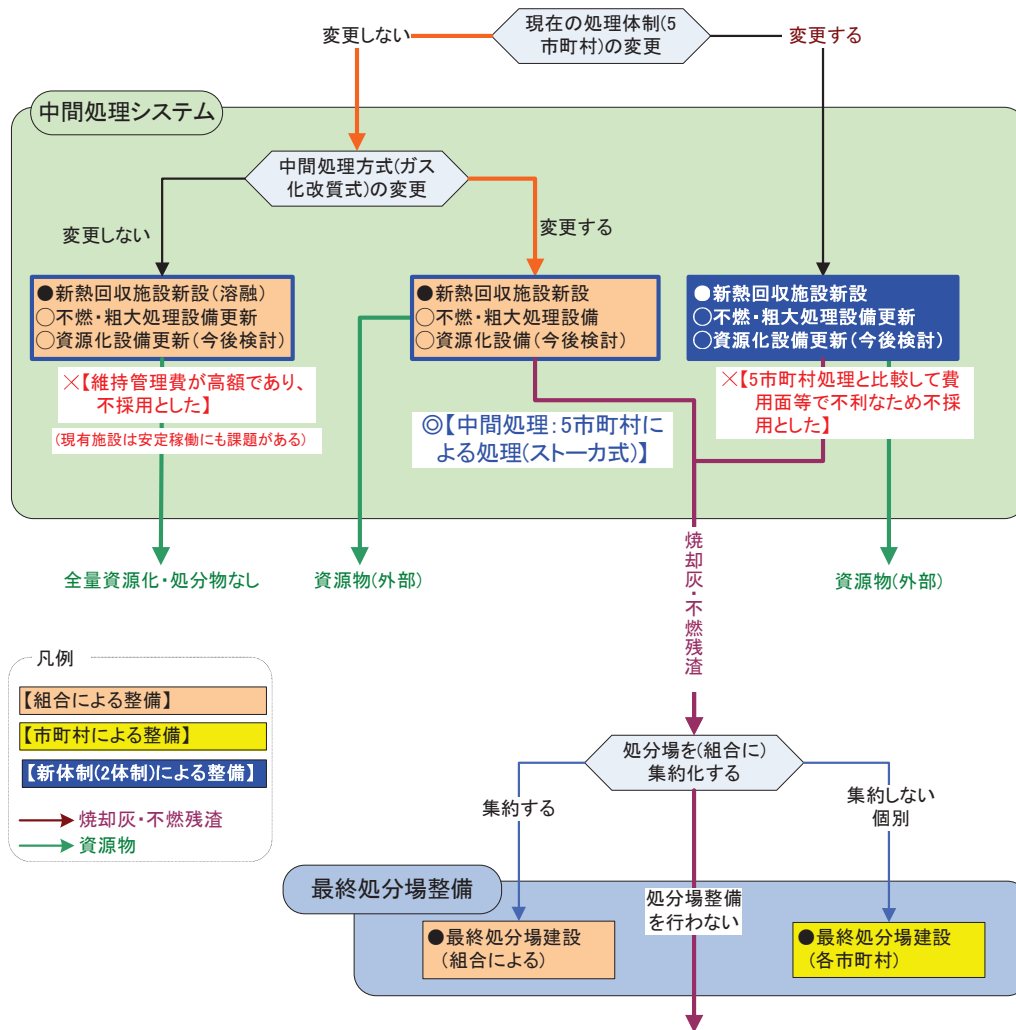 現在の処理体制(5
市町村)の変更
変更しない
変更する
中間処理システム
中間処理方式(ガス
化改質式)の変更
変更しない
変更する
●新熱回収施設新設(溶融)
○不燃・粗大処理設備更新
○資源化設備更新(今後検討)
●新熱回収施設新設
○不燃・粗大処理設備
○資源化設備(今後検討)
●新熱回収施設新設
○不燃・粗大処理設備更新
○資源化設備更新(今後検討)
×【維持管理費が高額であり、
不採用とした】
(現有施設は安定稼働にも課題がある)
◎【中間処理:5市町村に
よる処理(ストーカ式)】
×【5市町村処理と比較して費
用面等で不利なため不採
用とした】
全量資源化・処分物なし
資源物(外部)
焼却灰・不燃残渣
資源物(外部)
凡例
【組合による整備】
【市町村による整備】
【新体制(2体制)による整備】
焼却灰・不燃残渣
資源物
処分場を(組合に)
集約化する
集約する
集約しない
個別
最終処分場整備
処分場整備
を行わない
●最終処分場建設
(組合による)
●最終処分場建設
(各市町村)